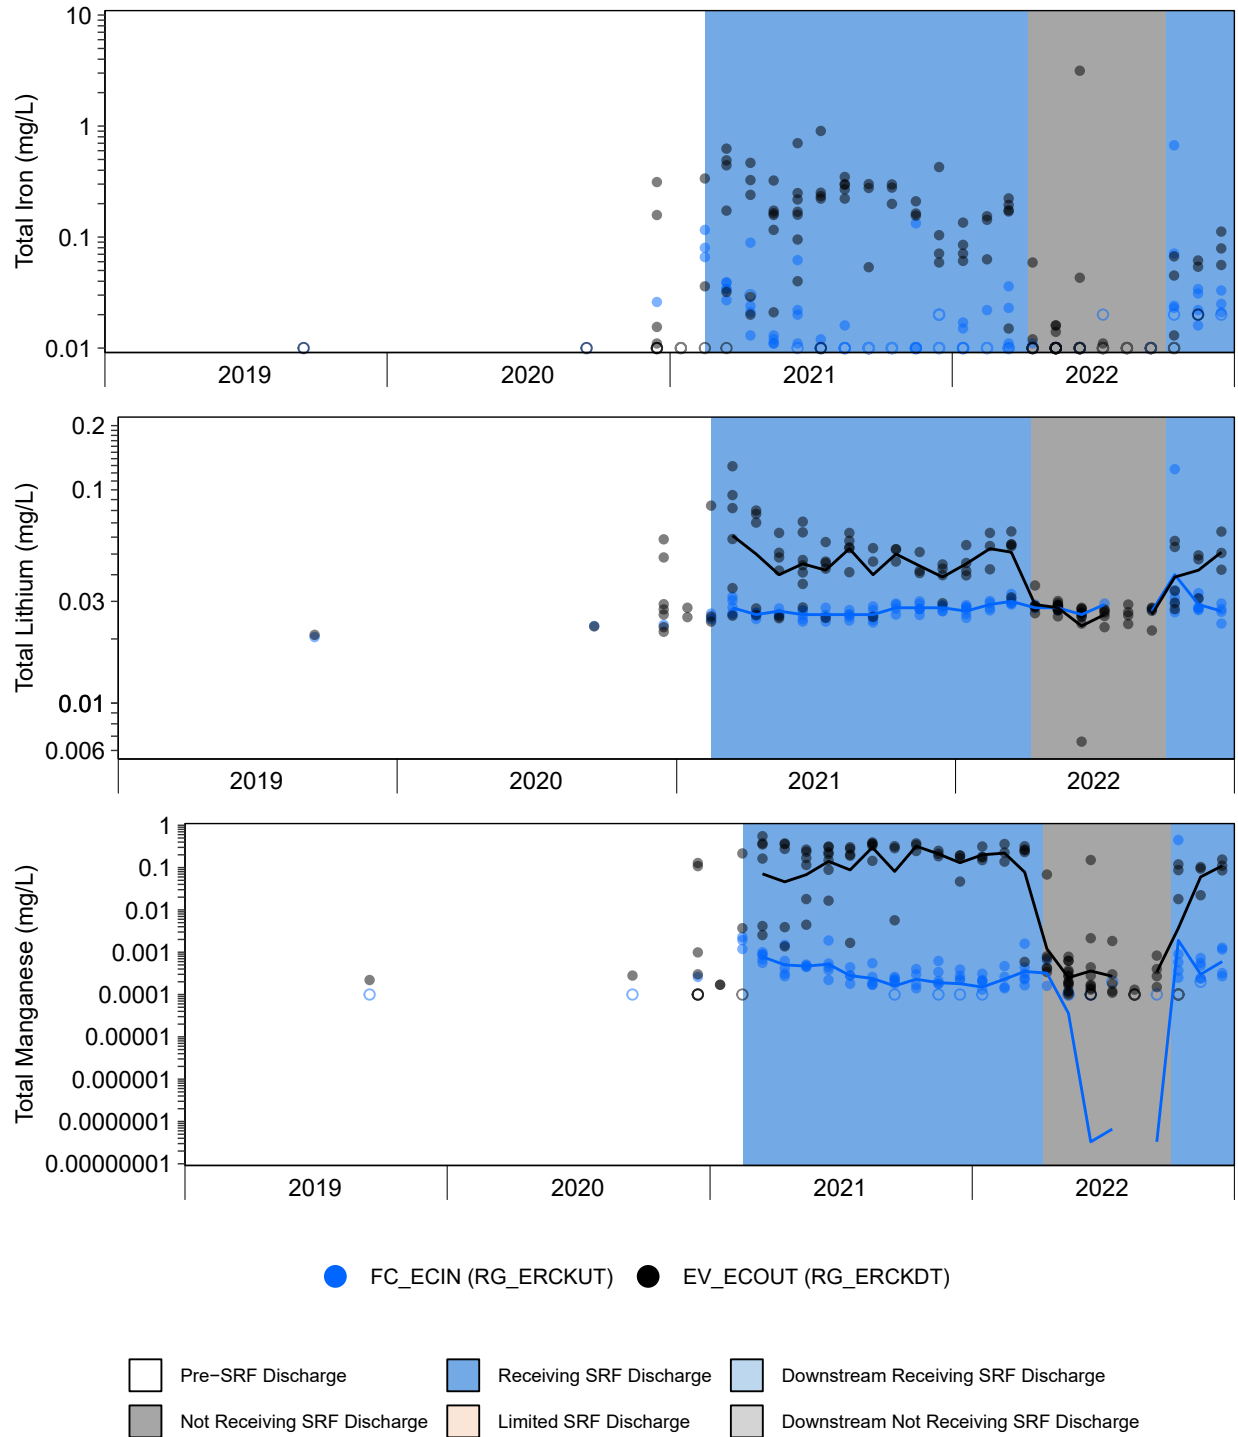 Total Iron (mg/L)
10
1
0.1
0.01
2019 2020 2021 2022
Total Lithium (mg/L)
0.2
0.1
0.03
0.01
0.006
2019 2020 2021 2022
Total Manganese (mg/L)
1
0.1
0.01
0.001
0.0001
0.00001
0.000001
0.0000001
0.00000001
2019 2020 2021 2022
FC_ECIN (RG_ERCKUT) EV_ECOUT (RG_ERCKDT)
Pre−SRF Discharge Receiving SRF Discharge Downstream Receiving SRF Discharge
Not Receiving SRF Discharge Limited SRF Discharge Downstream Not Receiving SRF Discharge